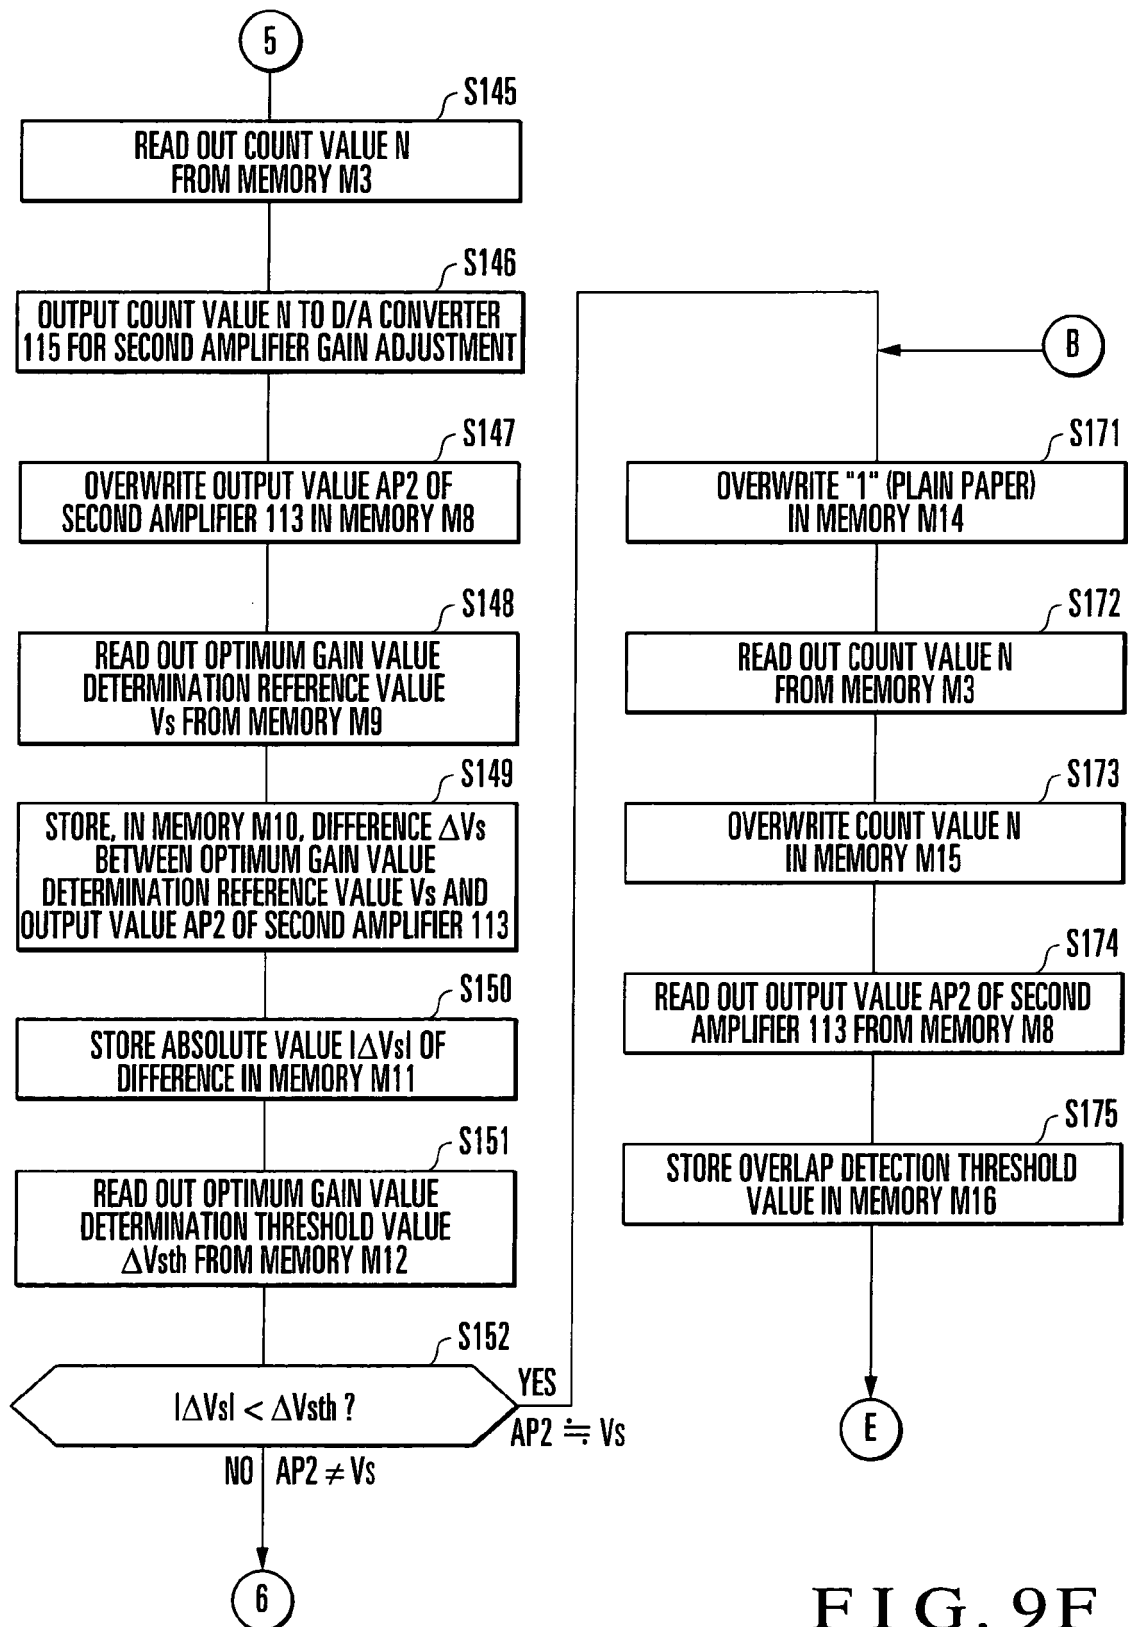 5
S145
READ OUT COUNT VALUE N
FROM MEMORY M3
S146
OUTPUT COUNT VALUE N TO D/A CONVERTER
115 FOR SECOND AMPLIFIER GAIN ADJUSTMENT
S147
OVERWRITE OUTPUT VALUE AP2 OF
SECOND AMPLIFIER 113 IN MEMORY M8
S148
READ OUT OPTIMUM GAIN VALUE
DETERMINATION REFERENCE VALUE
Vs FROM MEMORY M9
S149
STORE, IN MEMORY M10, DIFFERENCE ΔVs
BETWEEN OPTIMUM GAIN VALUE
DETERMINATION REFERENCE VALUE Vs AND
OUTPUT VALUE AP2 OF SECOND AMPLIFIER 113
S150
STORE ABSOLUTE VALUE |ΔVs| OF
DIFFERENCE IN MEMORY M11
S151
READ OUT OPTIMUM GAIN VALUE
DETERMINATION THRESHOLD VALUE
ΔVsth FROM MEMORY M12
S152
|ΔVs| < ΔVsth ?
YES
AP2 ≒ Vs
NO AP2 ≠ Vs
6
B
S171
OVERWRITE "1" (PLAIN PAPER)
IN MEMORY M14
S172
READ OUT COUNT VALUE N
FROM MEMORY M3
S173
OVERWRITE COUNT VALUE N
IN MEMORY M15
S174
READ OUT OUTPUT VALUE AP2 OF SECOND
AMPLIFIER 113 FROM MEMORY M8
S175
STORE OVERLAP DETECTION THRESHOLD
VALUE IN MEMORY M16
E
FIG. 9F